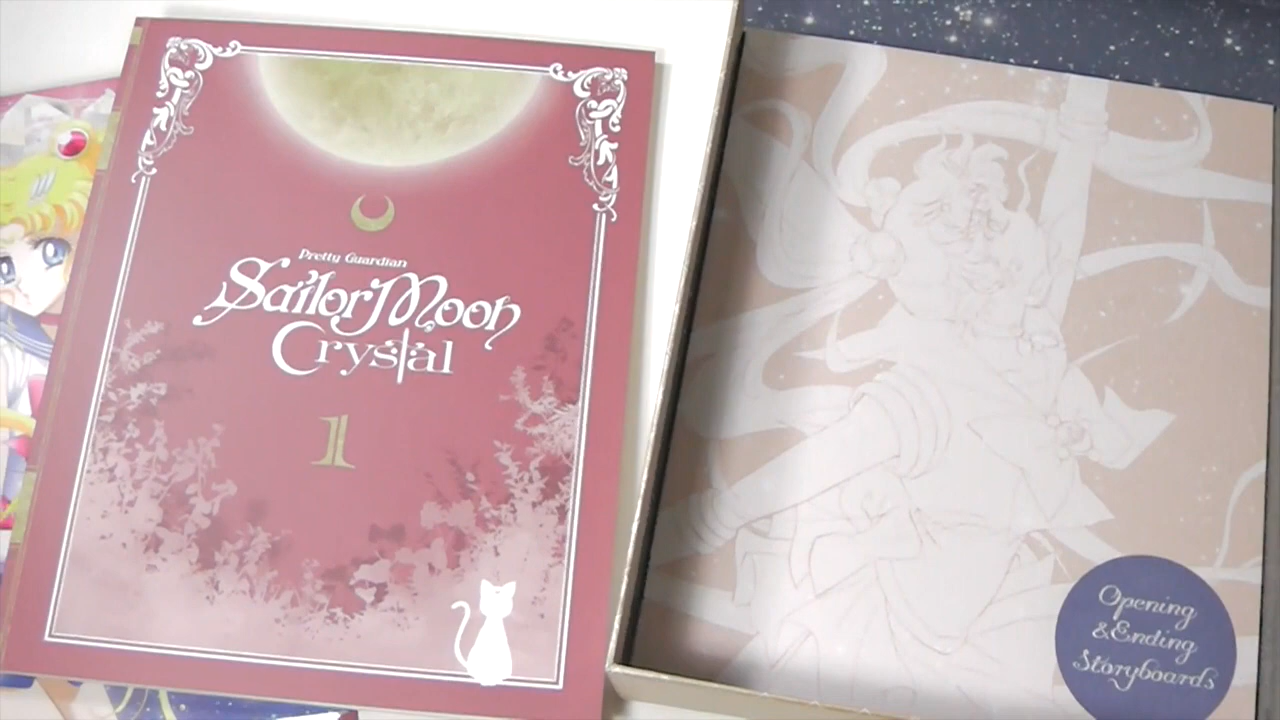 Pretty Guardian
Sailor Moon
Crystal
1
Opening
&Ending
Storyboards